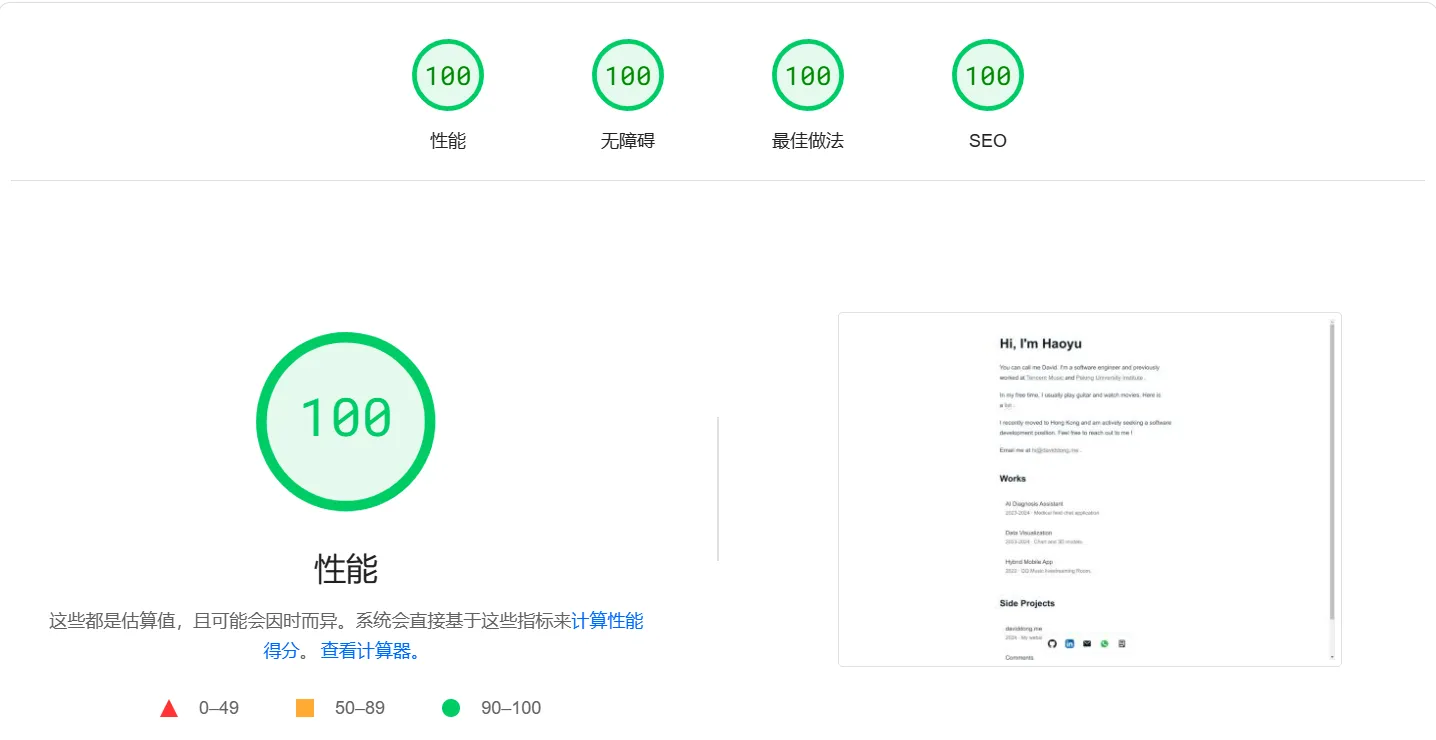 100
100
100
100
性能
无障碍
最佳做法
SEO
100
性能
这些都是估算值，且可能会因时而异。系统会直接基于这些指标来计算性能
得分。查看计算器。
0–49
50–89
90–100
Hi, I'm Haoyu
You can call me David. I'm a software engineer and previously
worked at Tencent Music and Peking University Institute .
In my free time, I usually play guitar and watch movies. Here is
a list .
I recently moved to Hong Kong and am actively seeking a software
development position. Feel free to reach out to me !
Email me at hi@daviddong.me .
Works
AI Diagnosis Assistant
2023-2024 · Medical feed chat application
Data Visualization
2023-2024 · Chart and 3D models
Hybrid Mobile App
QQ Music livestreaming Room.
Side Projects
daviddong.me
2024 · My
Comments